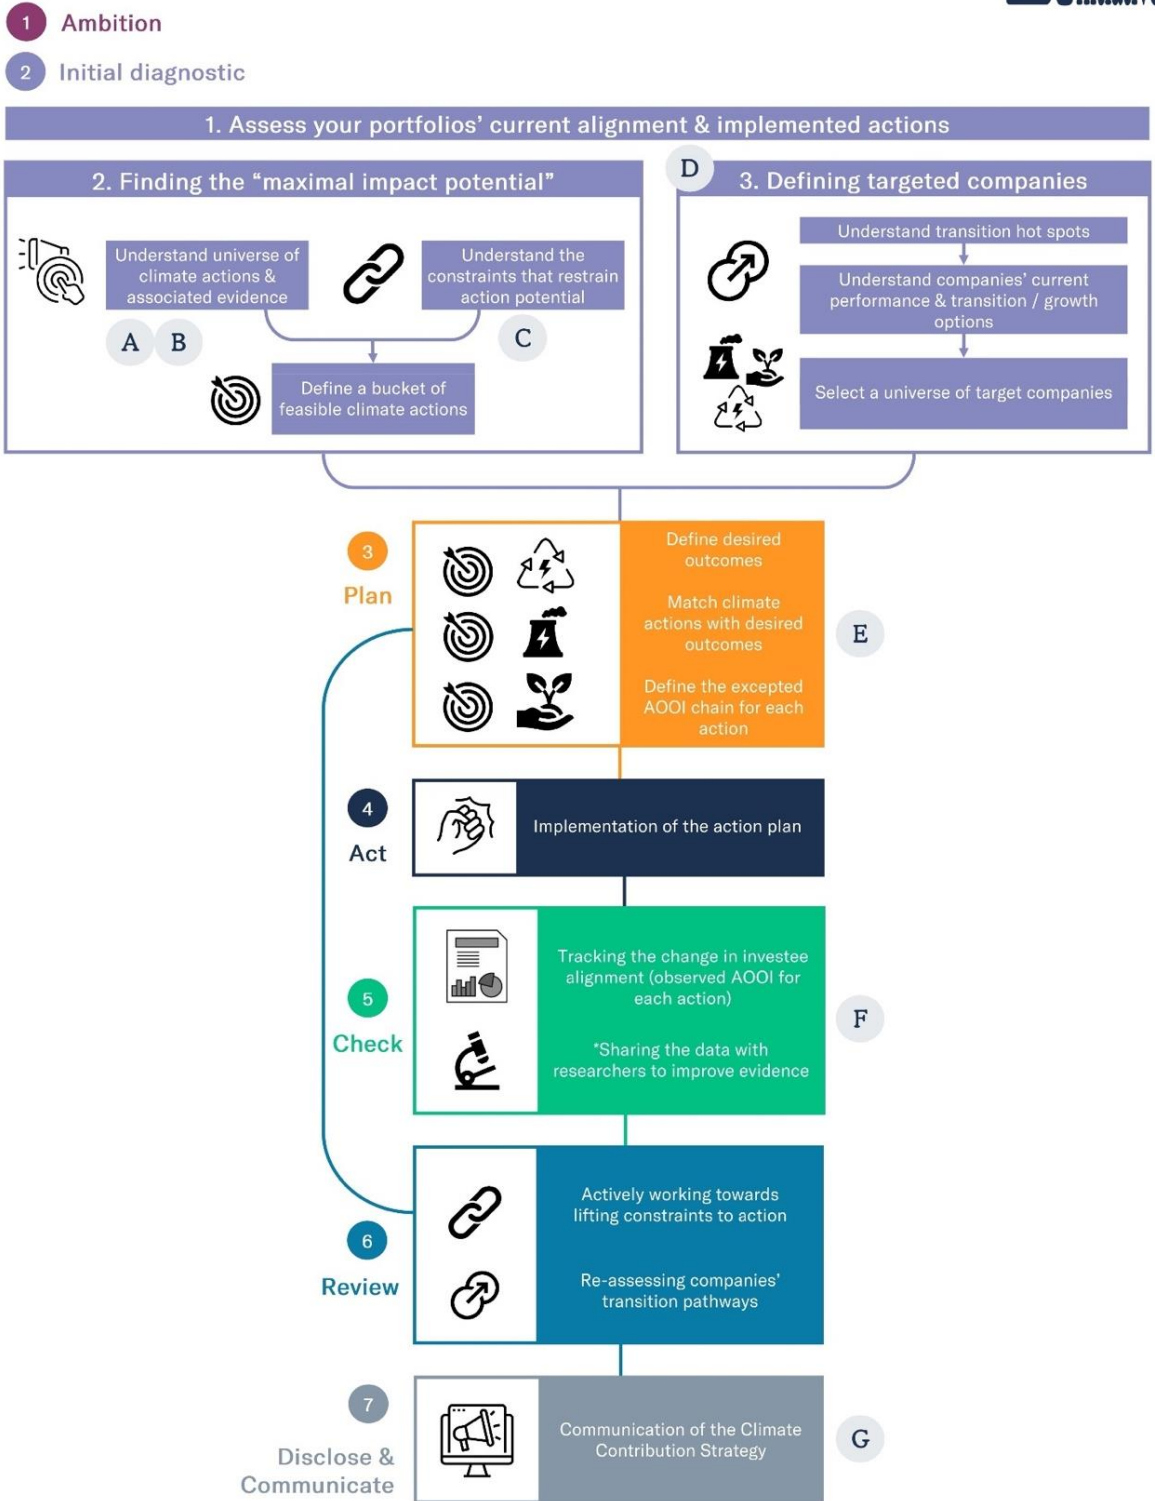 1 Ambition
2 Initial diagnostic
1. Assess your portfolios' current alignment & implemented actions
2. Finding the “maximal impact potential”
Understand universe of
climate actions &
associated evidence
Understand the
constraints that restrain
action potential
A B
C
Define a bucket of
feasible climate actions
D
3. Defining targeted companies
Understand transition hot spots
Understand companies' current
performance & transition / growth
options
Select a universe of target companies
3
Plan
Define desired
outcomes
Match climate
actions with desired
outcomes
Define the excepted
AOOI chain for each
action
E
4
Act
Implementation of the action plan
5
Check
Tracking the change in investee
alignment (observed AOOI for
each action)
*Sharing the data with
researchers to improve evidence
F
6
Review
Actively working towards
lifting constraints to action
Re-assessing companies'
transition pathways
7
Disclose &
Communicate
Communication of the Climate
Contribution Strategy
G